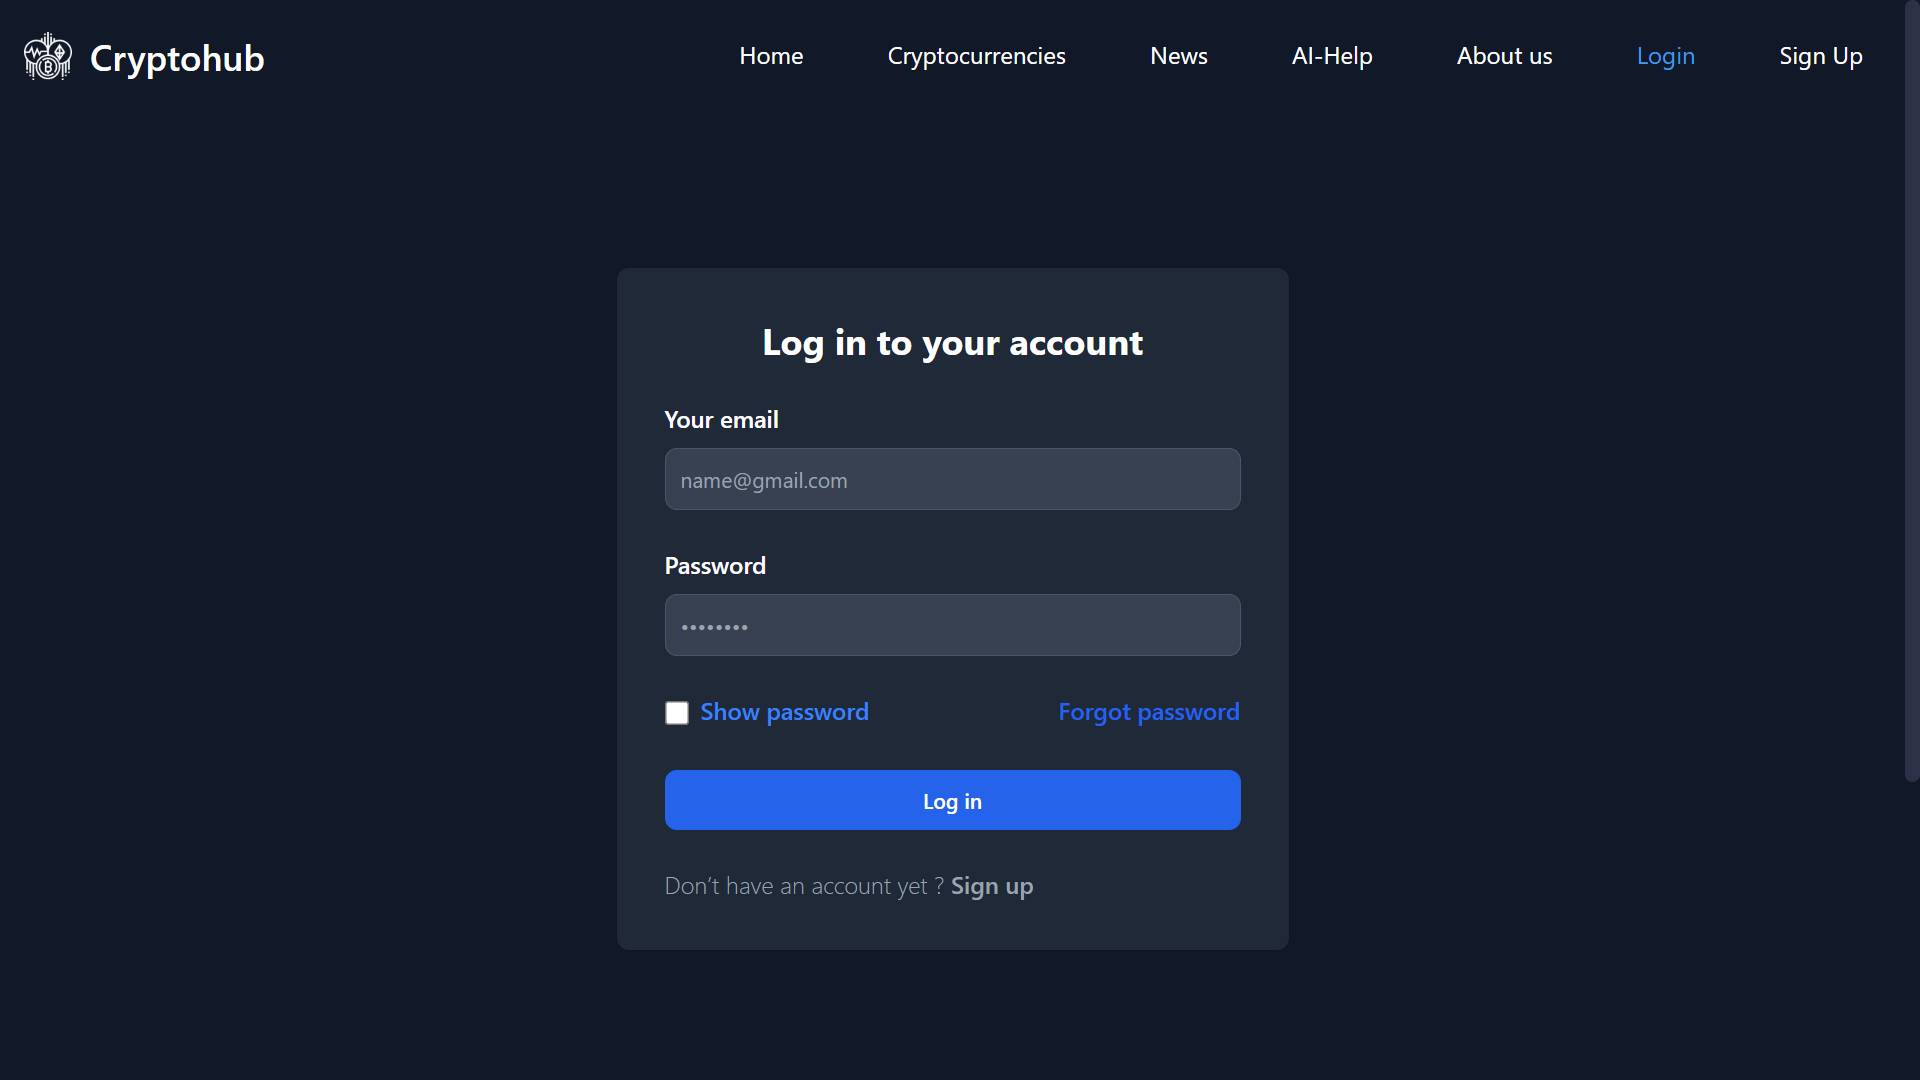 Cryptohub
Home Cryptocurrencies News AI-Help About us Login Sign Up
Log in to your account
Your email
name@gmail.com
Password
••••••••
Show password Forgot password
Log in
Don’t have an account yet ? Sign up